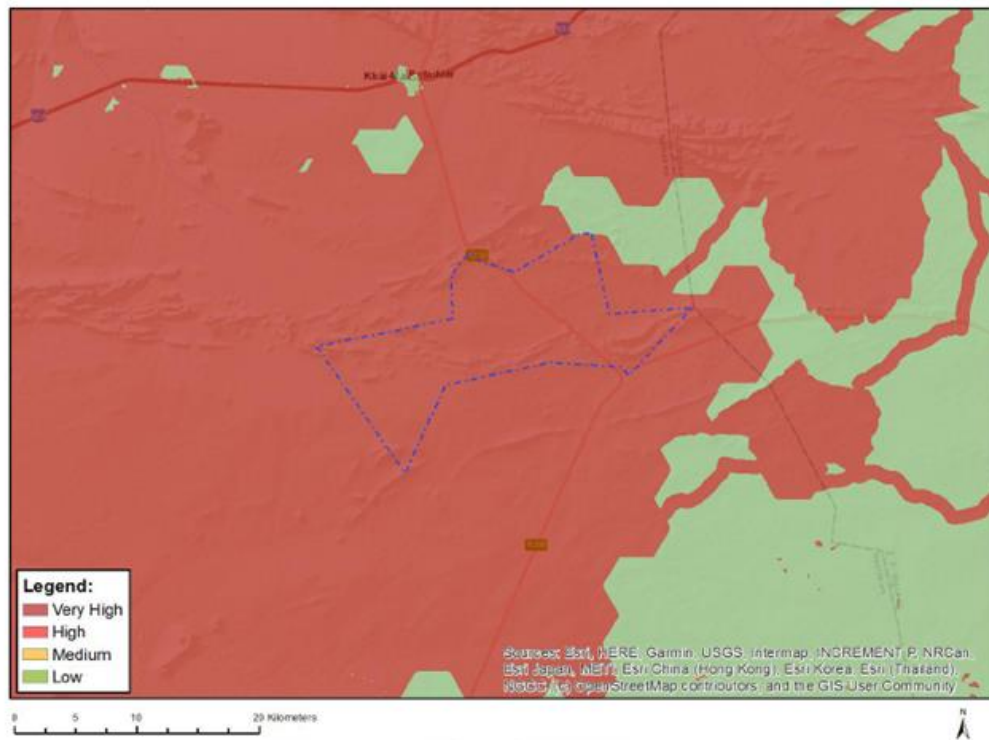 Legend:
Very High
High
Medium
Low
Sources: Esri, HERE, Garmin, USGS, Intermap, INCREMENT P, NRCan,
Esri Japan, METI, Esri China (Hong Kong), Esri Korea, Esri (Thailand),
NGCC, (c) OpenStreetMap contributors, and the GIS User Community
0 5 10 20 Kilometers
N